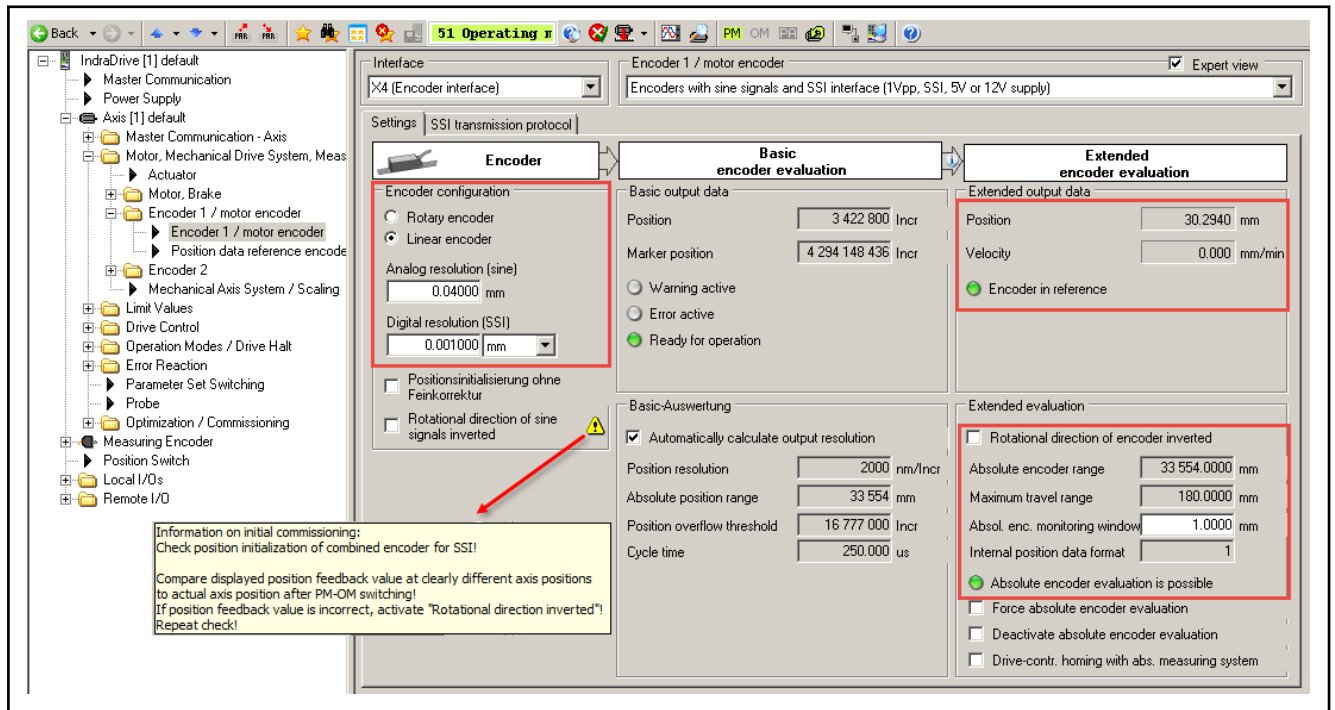 Back
PAR PAR
51 Operating m
PM OM
IndraDrive [1] default
Master Communication
Power Supply
Axis [1] default
Master Communication - Axis
Motor, Mechanical Drive System, Meas
Actuator
Motor, Brake
Encoder 1 / motor encoder
Encoder 1 / motor encoder
Position data reference encode
Encoder 2
Mechanical Axis System / Scaling
Limit Values
Drive Control
Operation Modes / Drive Halt
Error Reaction
Parameter Set Switching
Probe
Optimization / Commissioning
Measuring Encoder
Position Switch
Local I/Os
Remote I/O
Interface
X4 (Encoder interface)
Encoder 1 / motor encoder
Expert view
Encoders with sine signals and SSI interface (1Vpp, SSI, 5V or 12V supply)
Settings
SSI transmission protocol
Encoder
Encoder configuration
Rotary encoder
Linear encoder
Analog resolution (sine)
0.04000 mm
Digital resolution (SSI)
0.001000 mm
Positionsinitialisierung ohne
Feinkorrektur
Rotational direction of sine
signals inverted
Information on initial commissioning:
Check position initialization of combined encoder for SSI!
Compare displayed position feedback value at clearly different axis positions
to actual axis position after PM-OM switching!
If position feedback value is incorrect, activate "Rotational direction inverted"!
Repeat check!
Basic
encoder evaluation
Basic output data
Position 3 422 800 Incr
Marker position 4 294 148 436 Incr
Warning active
Error active
Ready for operation
Basic-Auswertung
Automatically calculate output resolution
Position resolution 2000 nm/Incr
Absolute position range 33 554 mm
Position overflow threshold 16 777 000 Incr
Cycle time 250.000 us
Extended
encoder evaluation
Extended output data
Position 30.2940 mm
Velocity 0.000 mm/min
Encoder in reference
Extended evaluation
Rotational direction of encoder inverted
Absolute encoder range 33 554.0000 mm
Maximum travel range 180.0000 mm
Absol. enc. monitoring window 1.0000 mm
Internal position data format 1
Absolute encoder evaluation is possible
Force absolute encoder evaluation
Deactivate absolute encoder evaluation
Drive-contr. homing with abs. measuring system